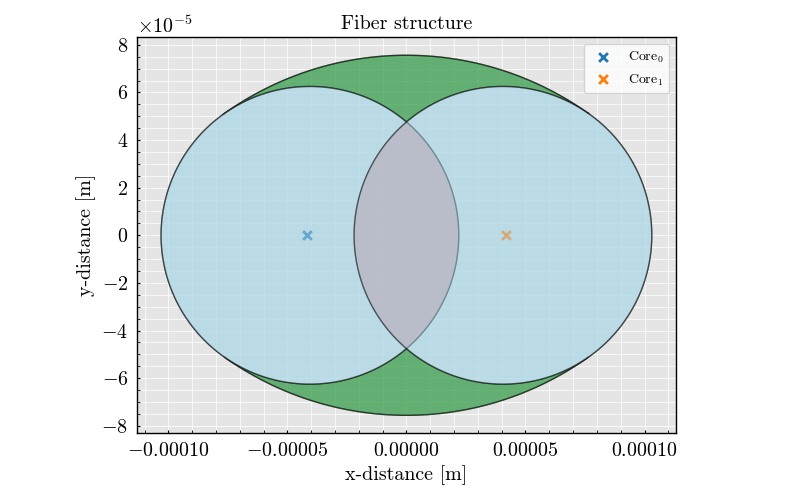 Fiber structure
×10⁻⁵
Core₀
Core₁
8
6
4
2
0
−2
−4
−6
−8
y-distance [m]
−0.00010 −0.00005 0.00000 0.00005 0.00010
x-distance [m]